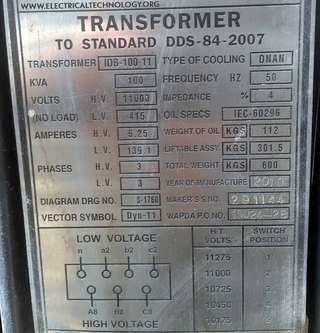 WWW.ELECTRICALTECHNOLOGY.ORG
TRANSFORMER
TO STANDARD DDS-84-2007
TRANSFORMER IDB-100-11 TYPE OF COOLING ONAN
KVA 100 FREQUENCY HZ 50
VOLTS H.V 11000 IMPEDANCE % 4
(NO LOAD) L.V. 415 OIL SPECS IEC-60296
AMPERES H.V 5.25 WEIGHT OF OIL KGS 112
L.V. 139.1 LIFTABLE ASSY. KGS 301.5
PHASES H.V 3 TOTAL WEIGHT KGS 600
L.V. 3 YEAR OF MANUFACTURE 2010
DIAGRAM DRG NO. S-1760 MAKER'S S.NO. 291144
VECTOR SYMBOL Dyn-11 WAPDA P.O.NO.
LOW VOLTAGE H.T. VOLTS SWITCH POSITION
n a2 b2 c2 11275 1
11000 2
10725 3
A8 B8 C8 10450 4
HIGH VOLTAGE 10175 5